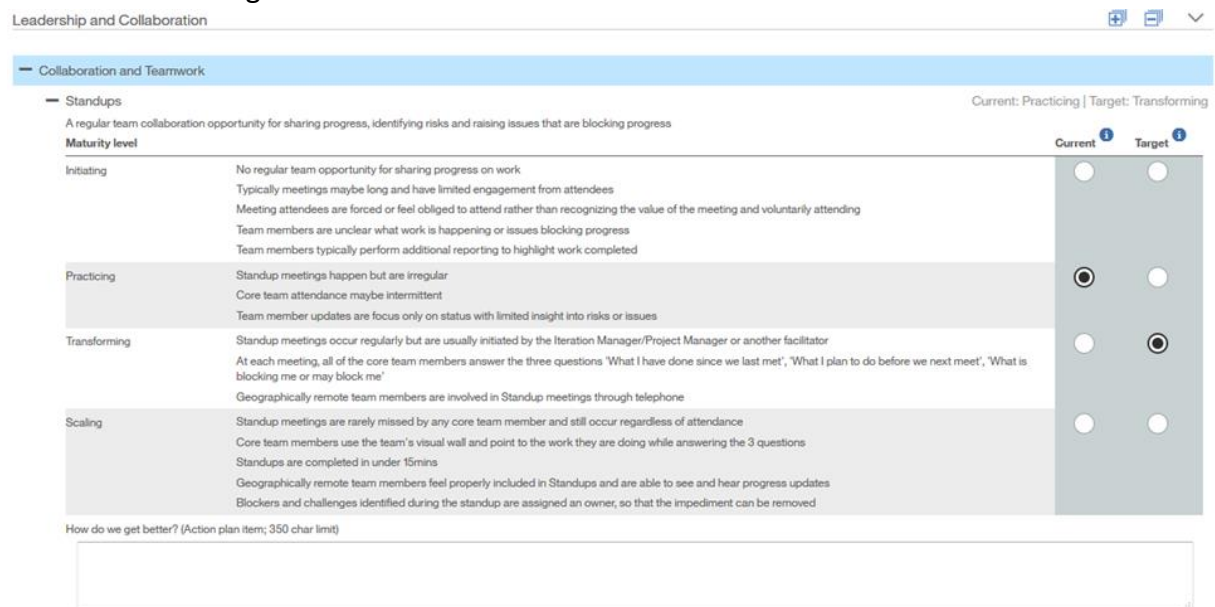 Leadership and Collaboration
Collaboration and Teamwork
Standups
Current: Practicing | Target: Transforming
A regular team collaboration opportunity for sharing progress, identifying risks and raising issues that are blocking progress
Maturity level
Current
Target
Initiating
No regular team opportunity for sharing progress on work
Typically meetings maybe long and have limited engagement from attendees
Meeting attendees are forced or feel obliged to attend rather than recognizing the value of the meeting and voluntarily attending
Team members are unclear what work is happening or issues blocking progress
Team members typically perform additional reporting to highlight work completed
Practicing
Standup meetings happen but are irregular
Core team attendance maybe intermittent
Team member updates are focus only on status with limited insight into risks or issues
Transforming
Standup meetings occur regularly but are usually initiated by the Iteration Manager/Project Manager or another facilitator
At each meeting, all of the core team members answer the three questions 'What I have done since we last met', 'What I plan to do before we next meet', 'What is
blocking me or may block me'
Geographically remote team members are involved in Standup meetings through telephone
Scaling
Standup meetings are rarely missed by any core team member and still occur regardless of attendance
Core team members use the team's visual wall and point to the work they are doing while answering the 3 questions
Standups are completed in under 15mins
Geographically remote team members feel properly included in Standups and are able to see and hear progress updates
Blockers and challenges identified during the standup are assigned an owner, so that the impediment can be removed
How do we get better? (Action plan item; 350 char limit)